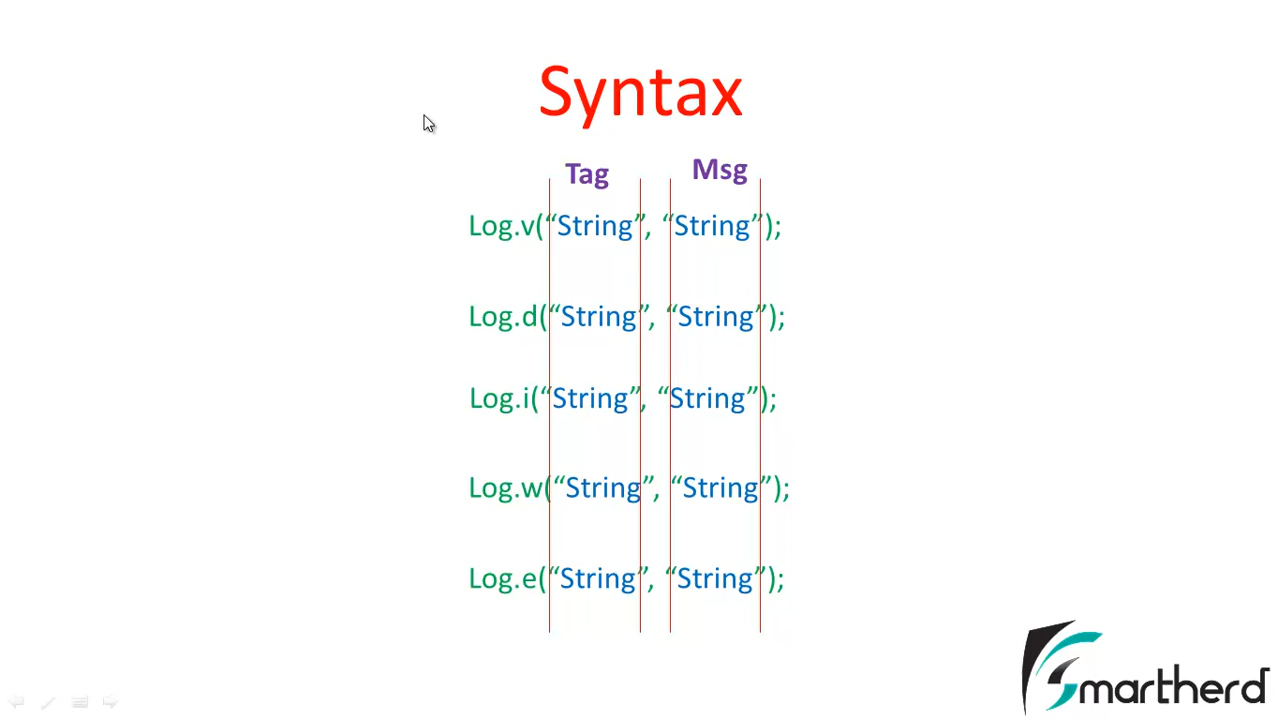 Syntax
Tag Msg
Log.v(“String”, “String”);
Log.d(“String”, “String”);
Log.i(“String”, “String”);
Log.w(“String”, “String”);
Log.e(“String”, “String”);
Smartherd